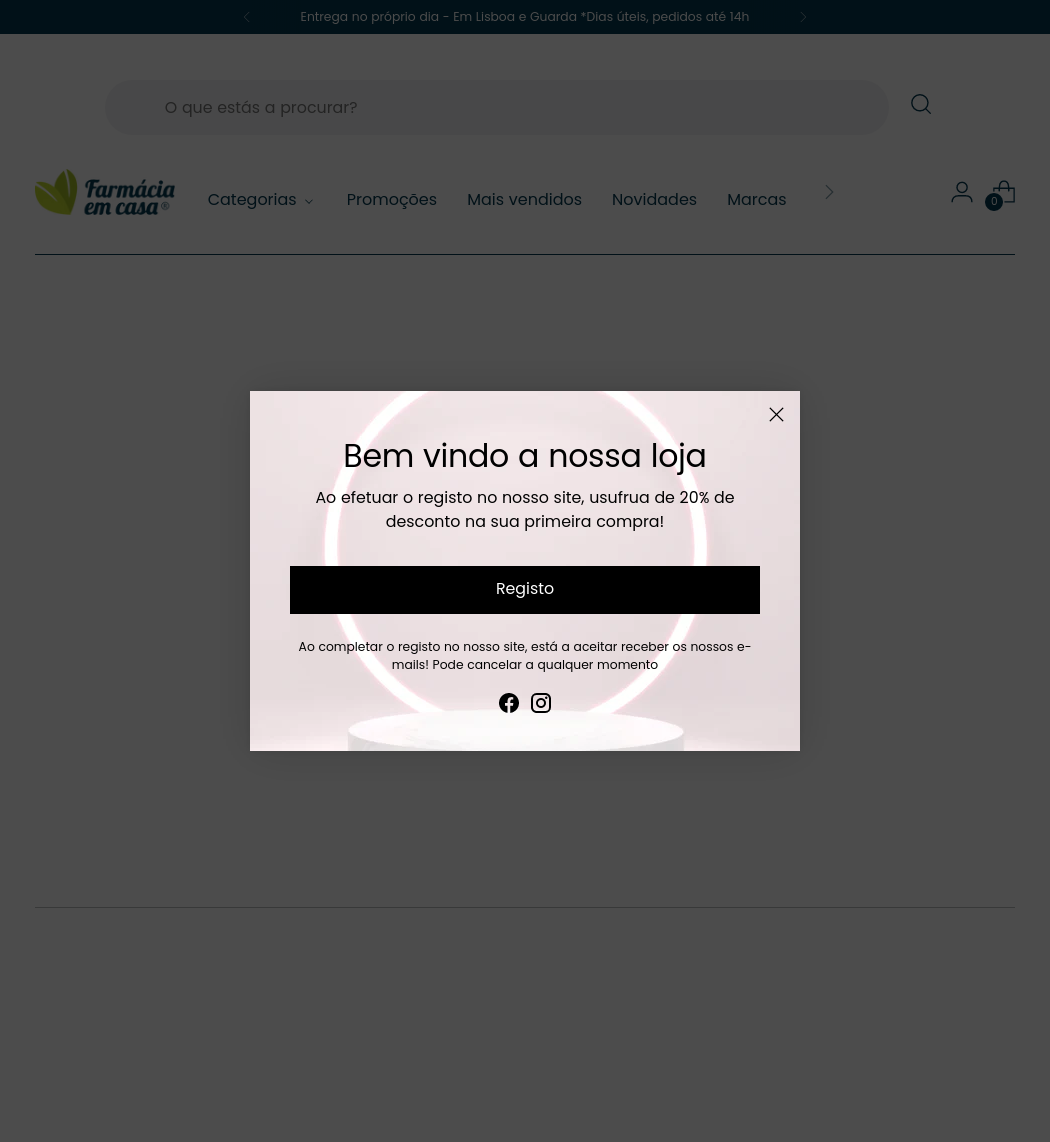 Entrega no próprio dia - Em Lisboa e Guarda *Dias úteis, pedidos até 14h
O que estás a procurar?
Farmácia
em casa®
Categorias
Promoções
Mais vendidos
Novidades
Marcas
0
Bem vindo a nossa loja
Ao efetuar o registo no nosso site, usufrua de 20% de
desconto na sua primeira compra!
Registo
Ao completar o registo no nosso site, está a aceitar receber os nossos e-
mails! Pode cancelar a qualquer momento